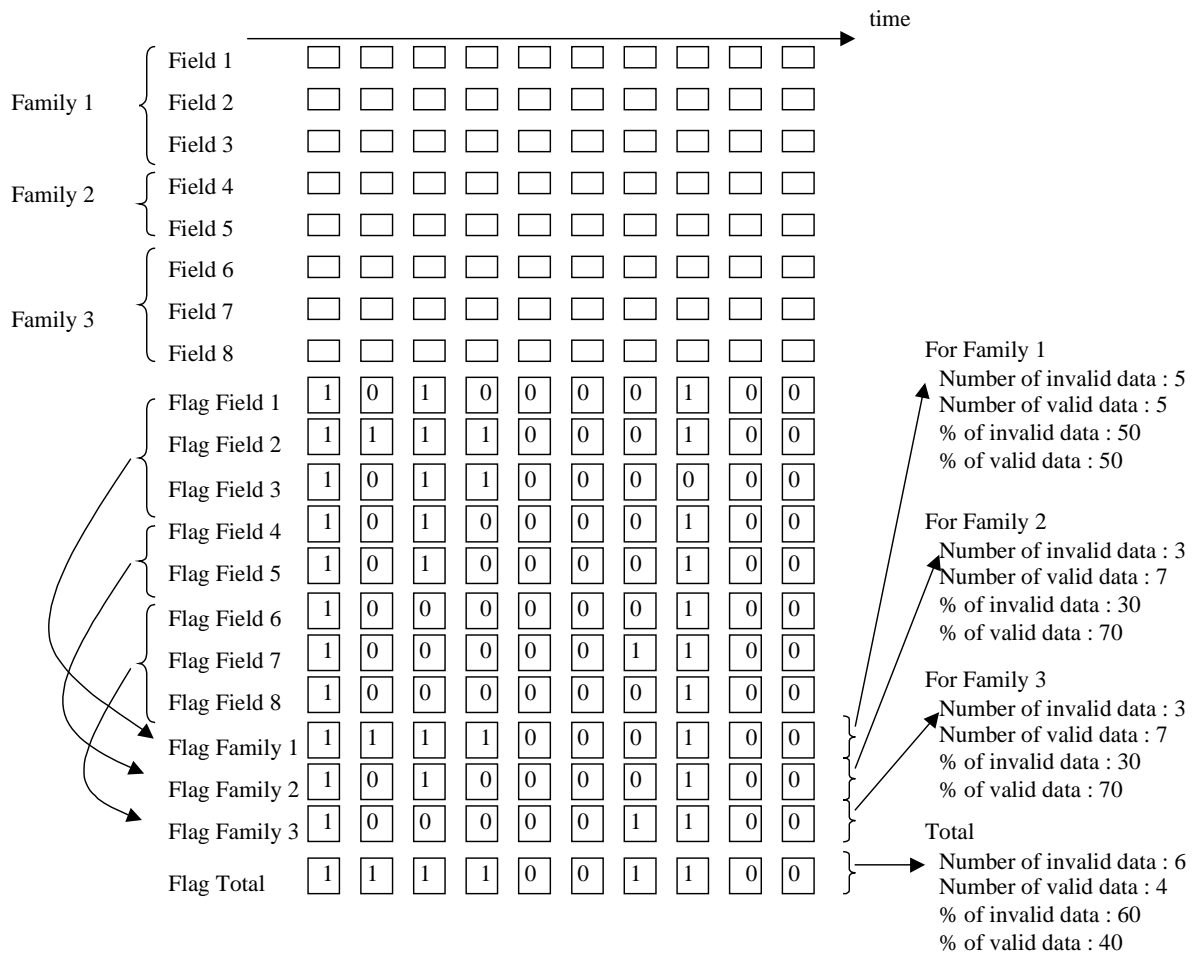 time
Family 1
Field 1
Field 2
Field 3
Family 2
Field 4
Field 5
Family 3
Field 6
Field 7
Field 8
Flag Field 1 1 0 1 0 0 0 0 1 0 0
Flag Field 2 1 1 1 1 0 0 0 1 0 0
Flag Field 3 1 0 1 1 0 0 0 0 0 0
Flag Field 4 1 0 1 0 0 0 0 1 0 0
Flag Field 5 1 0 1 0 0 0 0 1 0 0
Flag Field 6 1 0 0 0 0 0 0 1 0 0
Flag Field 7 1 0 0 0 0 0 1 1 0 0
Flag Field 8 1 0 0 0 0 0 0 1 0 0
Flag Family 1 1 1 1 1 0 0 0 1 0 0
Flag Family 2 1 0 1 0 0 0 0 1 0 0
Flag Family 3 1 0 0 0 0 0 1 1 0 0
Flag Total 1 1 1 1 0 0 1 1 0 0
For Family 1
Number of invalid data : 5
Number of valid data : 5
% of invalid data : 50
% of valid data : 50
For Family 2
Number of invalid data : 3
Number of valid data : 7
% of invalid data : 30
% of valid data : 70
For Family 3
Number of invalid data : 3
Number of valid data : 7
% of invalid data : 30
% of valid data : 70
Total
Number of invalid data : 6
Number of valid data : 4
% of invalid data : 60
% of valid data : 40